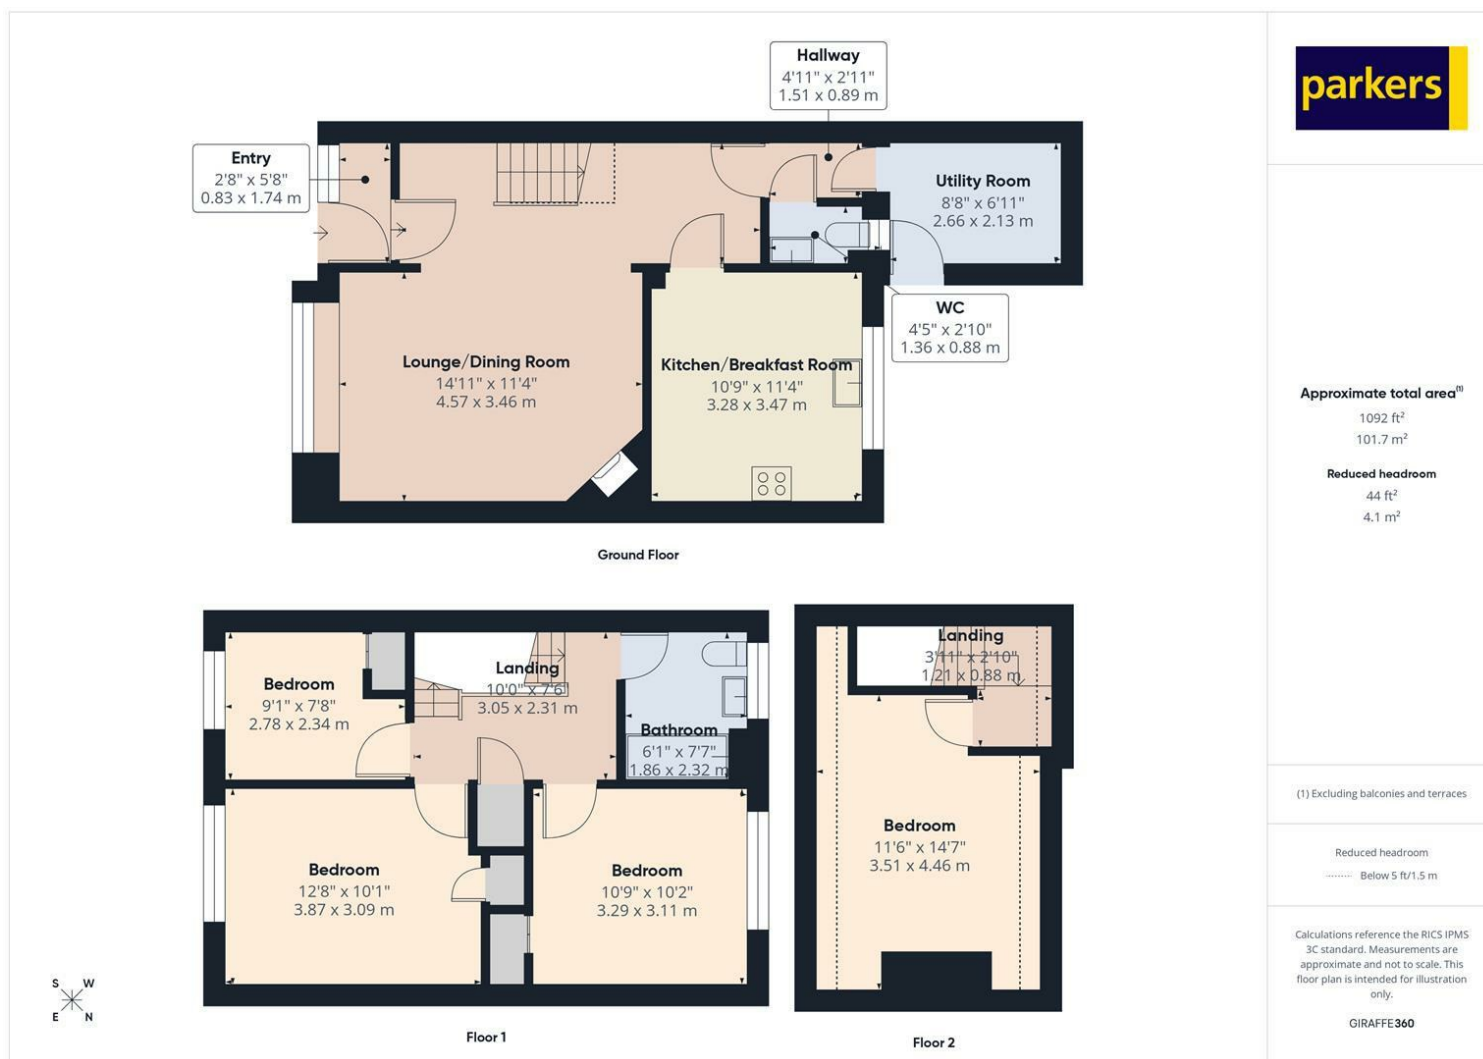 Hallway
4'11" x 2'11"
1.51 x 0.89 m
Entry
2'8" x 5'8"
0.83 x 1.74 m
Utility Room
8'8" x 6'11"
2.66 x 2.13 m
WC
4'5" x 2'10"
1.36 x 0.88 m
Lounge/Dining Room
14'11" x 11'4"
4.57 x 3.46 m
Kitchen/Breakfast Room
10'9" x 11'4"
3.28 x 3.47 m
Ground Floor
Bedroom
9'1" x 7'8"
2.78 x 2.34 m
Landing
10'0" x 7'6"
3.05 x 2.31 m
Bathroom
6'1" x 7'7"
1.86 x 2.32 m
Bedroom
12'8" x 10'1"
3.87 x 3.09 m
Bedroom
10'9" x 10'2"
3.29 x 3.11 m
Floor 1
Landing
3'11" x 2'10"
1.21 x 0.88 m
Bedroom
11'6" x 14'7"
3.51 x 4.46 m
Floor 2
S W
E N
parkers
Approximate total area(1)
1092 ft²
101.7 m²
Reduced headroom
44 ft²
4.1 m²
(1) Excluding balconies and terraces
Reduced headroom
Below 5 ft/1.5 m
Calculations reference the RICS IPMS
3C standard. Measurements are
approximate and not to scale. This
floor plan is intended for illustration
only.
GIRAFFE360